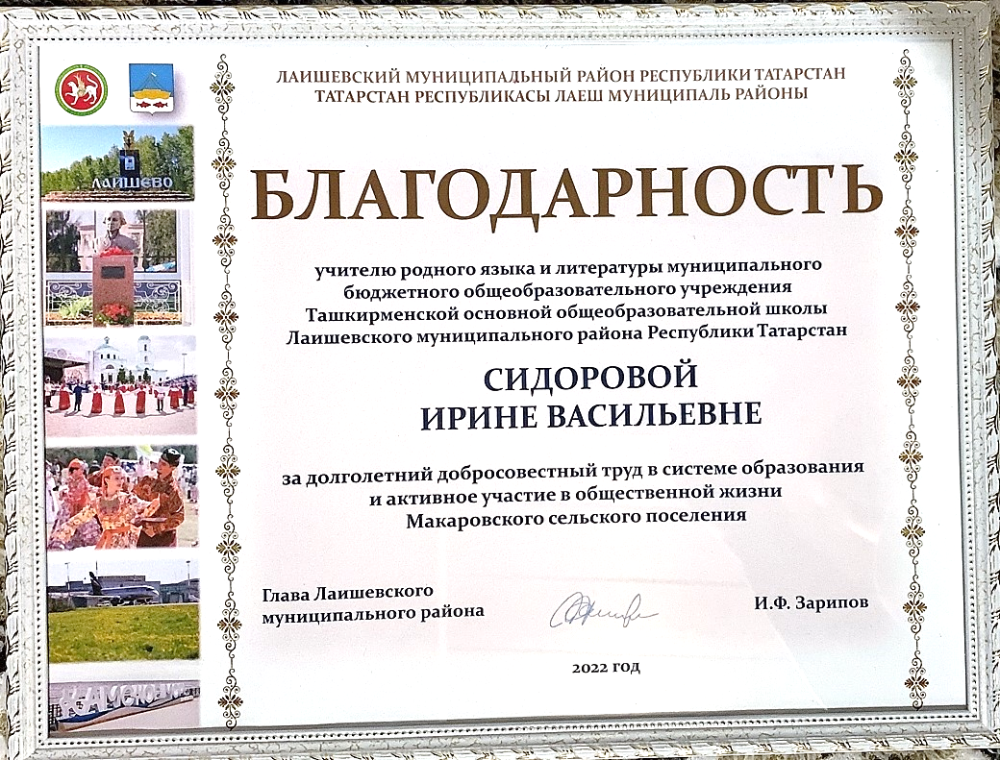 ЛАИШЕВСКИЙ МУНИЦИПАЛЬНЫЙ РАЙОН РЕСПУБЛИКИ ТАТАРСТАН
ТАТАРСТАН РЕСПУБЛИКАСЫ ЛАЕШ МУНИЦИПАЛЬ РАЙОНЫ
ЛАИШЕВО
БЛАГОДАРНОСТЬ
учителю родного языка и литературы муниципального
бюджетного общеобразовательного учреждения
Ташкирменской основной общеобразовательной школы
Лаишевского муниципального района Республики Татарстан
СИДОРОВОЙ
ИРИНЕ ВАСИЛЬЕВНЕ
за долголетний добросовестный труд в системе образования
и активное участие в общественной жизни
Макаровского сельского поселения
Глава Лаишевского
муниципального района
И.Ф. Зарипов
2022 год